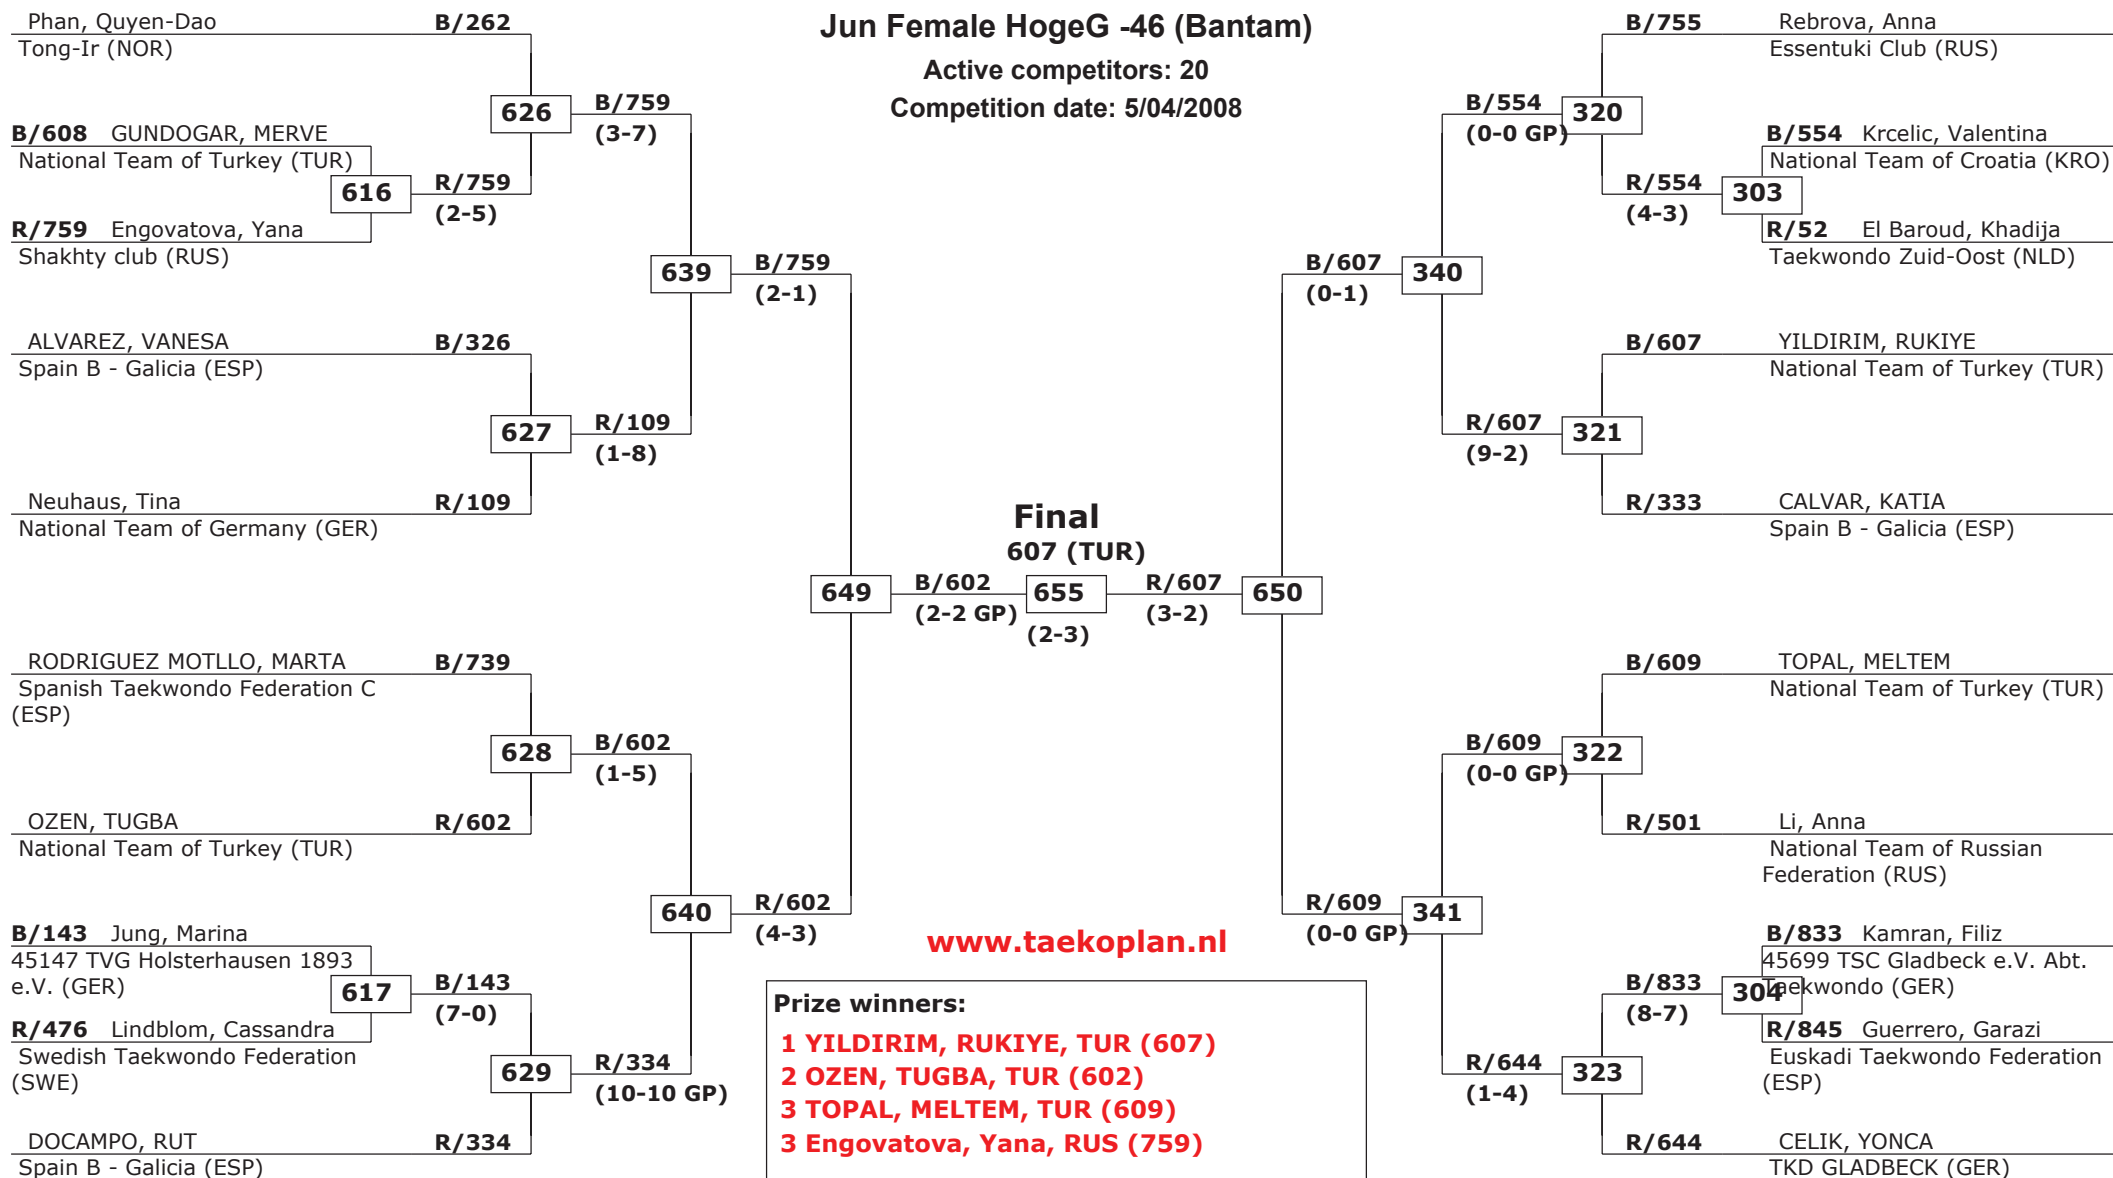 Jun Female HogeG -46 (Bantam)
Active competitors: 20
Competition date: 5/04/2008
Phan, Quyen-Dao B/262
Tong-Ir (NOR)
626
B/759
(3-7)
B/608 GUNDOGAR, MERVE
National Team of Turkey (TUR)
616
R/759
(2-5)
R/759 Engovatova, Yana
Shakhty club (RUS)
639
B/759
(2-1)
ALVAREZ, VANESA B/326
Spain B - Galicia (ESP)
627
R/109
(1-8)
Neuhaus, Tina R/109
National Team of Germany (GER)
649
B/602
(2-2 GP)
RODRIGUEZ MOTLLO, MARTA B/739
Spanish Taekwondo Federation C
(ESP)
628
B/602
(1-5)
OZEN, TUGBA R/602
National Team of Turkey (TUR)
640
R/602
(4-3)
B/143 Jung, Marina
45147 TVG Holsterhausen 1893
e.V. (GER)
617
B/143
(7-0)
R/476 Lindblom, Cassandra
Swedish Taekwondo Federation
(SWE)
629
R/334
(10-10 GP)
DOCAMPO, RUT R/334
Spain B - Galicia (ESP)
Final
607 (TUR)
655
(2-3)
R/607
(3-2)
650
B/755 Rebrova, Anna
Essentuki Club (RUS)
B/554
(0-0 GP)
320
B/554 Krcelic, Valentina
National Team of Croatia (KRO)
R/554
(4-3)
303
R/52 El Baroud, Khadija
Taekwondo Zuid-Oost (NLD)
B/607
(0-1)
340
B/607 YILDIRIM, RUKIYE
National Team of Turkey (TUR)
R/607
(9-2)
321
R/333 CALVAR, KATIA
Spain B - Galicia (ESP)
B/609 TOPAL, MELTEM
National Team of Turkey (TUR)
B/609
(0-0 GP)
322
R/501 Li, Anna
National Team of Russian
Federation (RUS)
R/609
(0-0 GP)
341
B/833 Kamran, Filiz
45699 TSC Gladbeck e.V. Abt.
Taekwondo (GER)
B/833
(8-7)
304
R/845 Guerrero, Garazi
Euskadi Taekwondo Federation
(ESP)
R/644
(1-4)
323
R/644 CELIK, YONCA
TKD GLADBECK (GER)
www.taekoplan.nl
Prize winners:
1 YILDIRIM, RUKIYE, TUR (607)
2 OZEN, TUGBA, TUR (602)
3 TOPAL, MELTEM, TUR (609)
3 Engovatova, Yana, RUS (759)